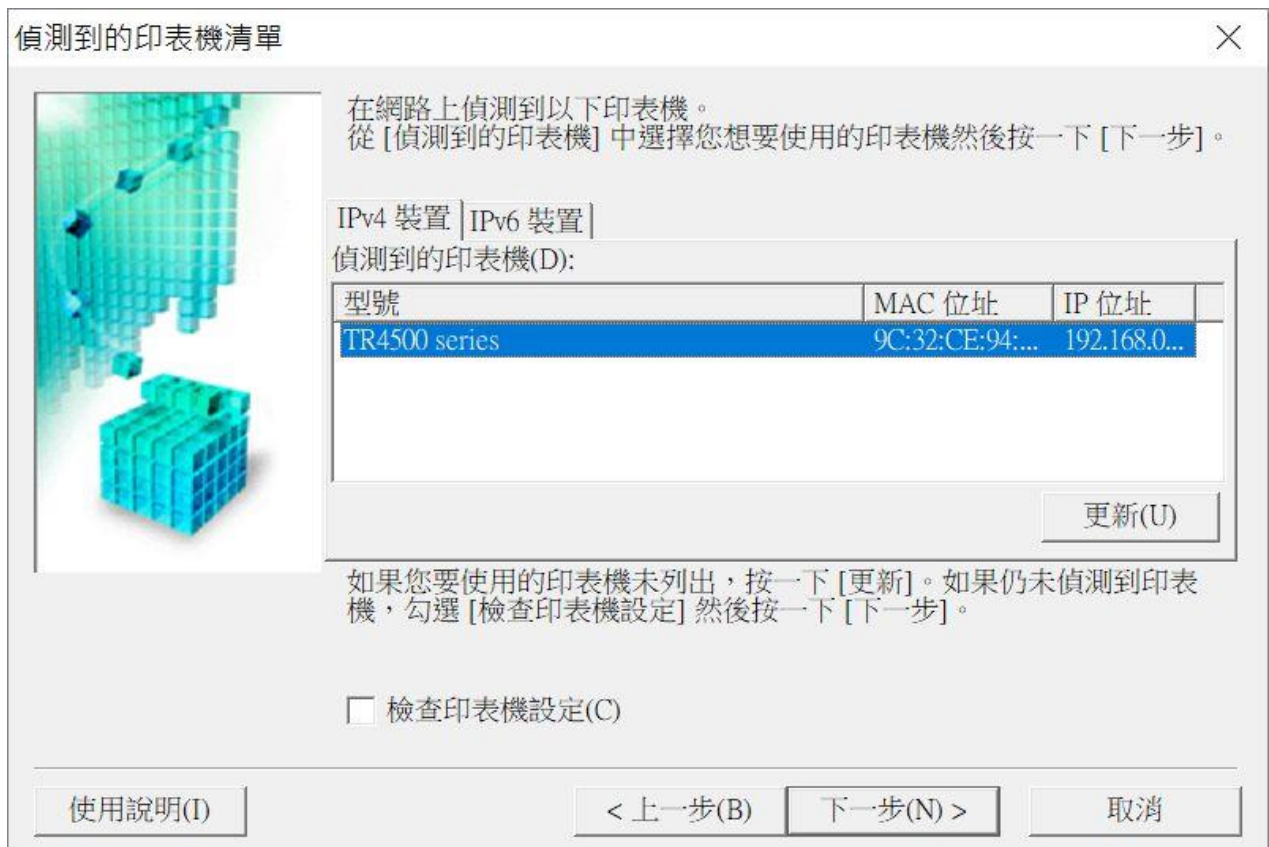 偵測到的印表機清單
在網路上偵測到以下印表機。
從 [偵測到的印表機] 中選擇您想要使用的印表機然後按一下 [下一步]。
IPv4 裝置 IPv6 裝置
偵測到的印表機(D):
型號 MAC 位址 IP 位址
TR4500 series 9C:32:CE:94:... 192.168.0...
更新(U)
如果您要使用的印表機未列出，按一下 [更新]。如果仍未偵測到印表
機，勾選 [檢查印表機設定] 然後按一下 [下一步]。
檢查印表機設定(C)
使用說明(I) < 上一步(B) 下一步(N) > 取消